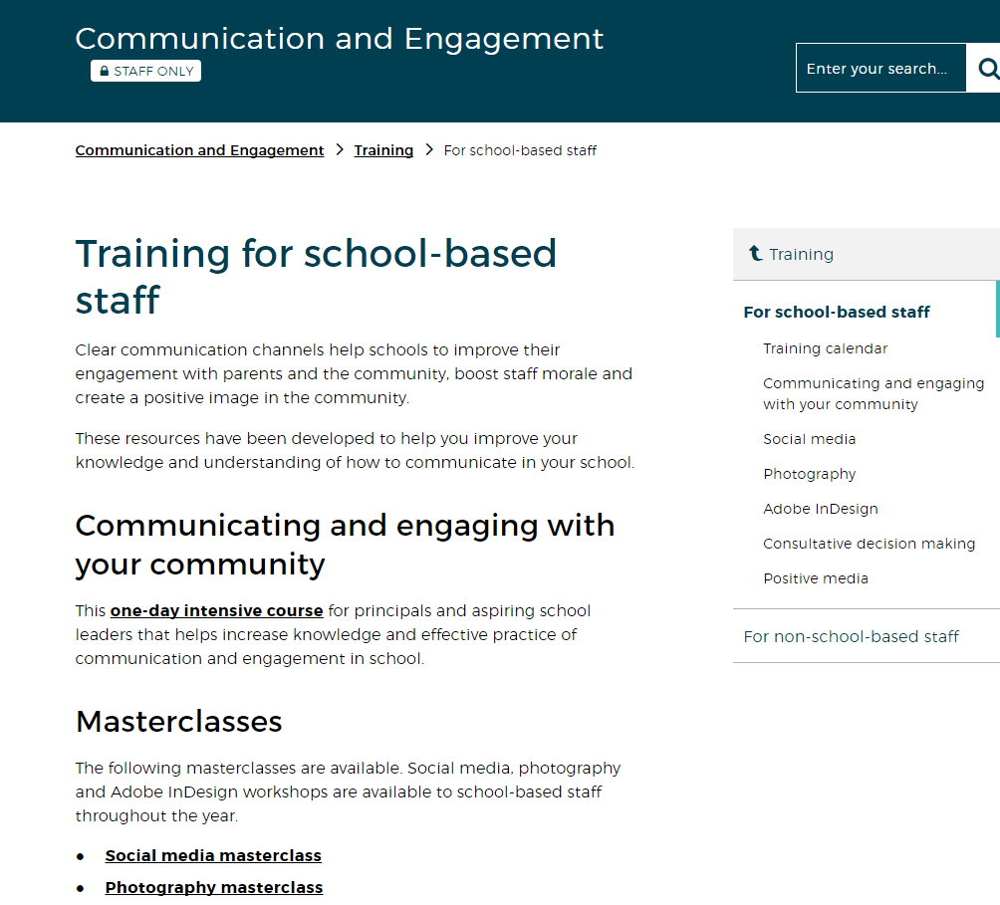 Communication and Engagement
STAFF ONLY
Enter your search...
Communication and Engagement > Training > For school-based staff
Training for school-based
staff
Clear communication channels help schools to improve their
engagement with parents and the community, boost staff morale and
create a positive image in the community.
These resources have been developed to help you improve your
knowledge and understanding of how to communicate in your school.
Communicating and engaging with
your community
This one-day intensive course for principals and aspiring school
leaders that helps increase knowledge and effective practice of
communication and engagement in school.
Masterclasses
The following masterclasses are available. Social media, photography
and Adobe InDesign workshops are available to school-based staff
throughout the year.
● Social media masterclass
● Photography masterclass
Training
For school-based staff
Training calendar
Communicating and engaging
with your community
Social media
Photography
Adobe InDesign
Consultative decision making
Positive media
For non-school-based staff